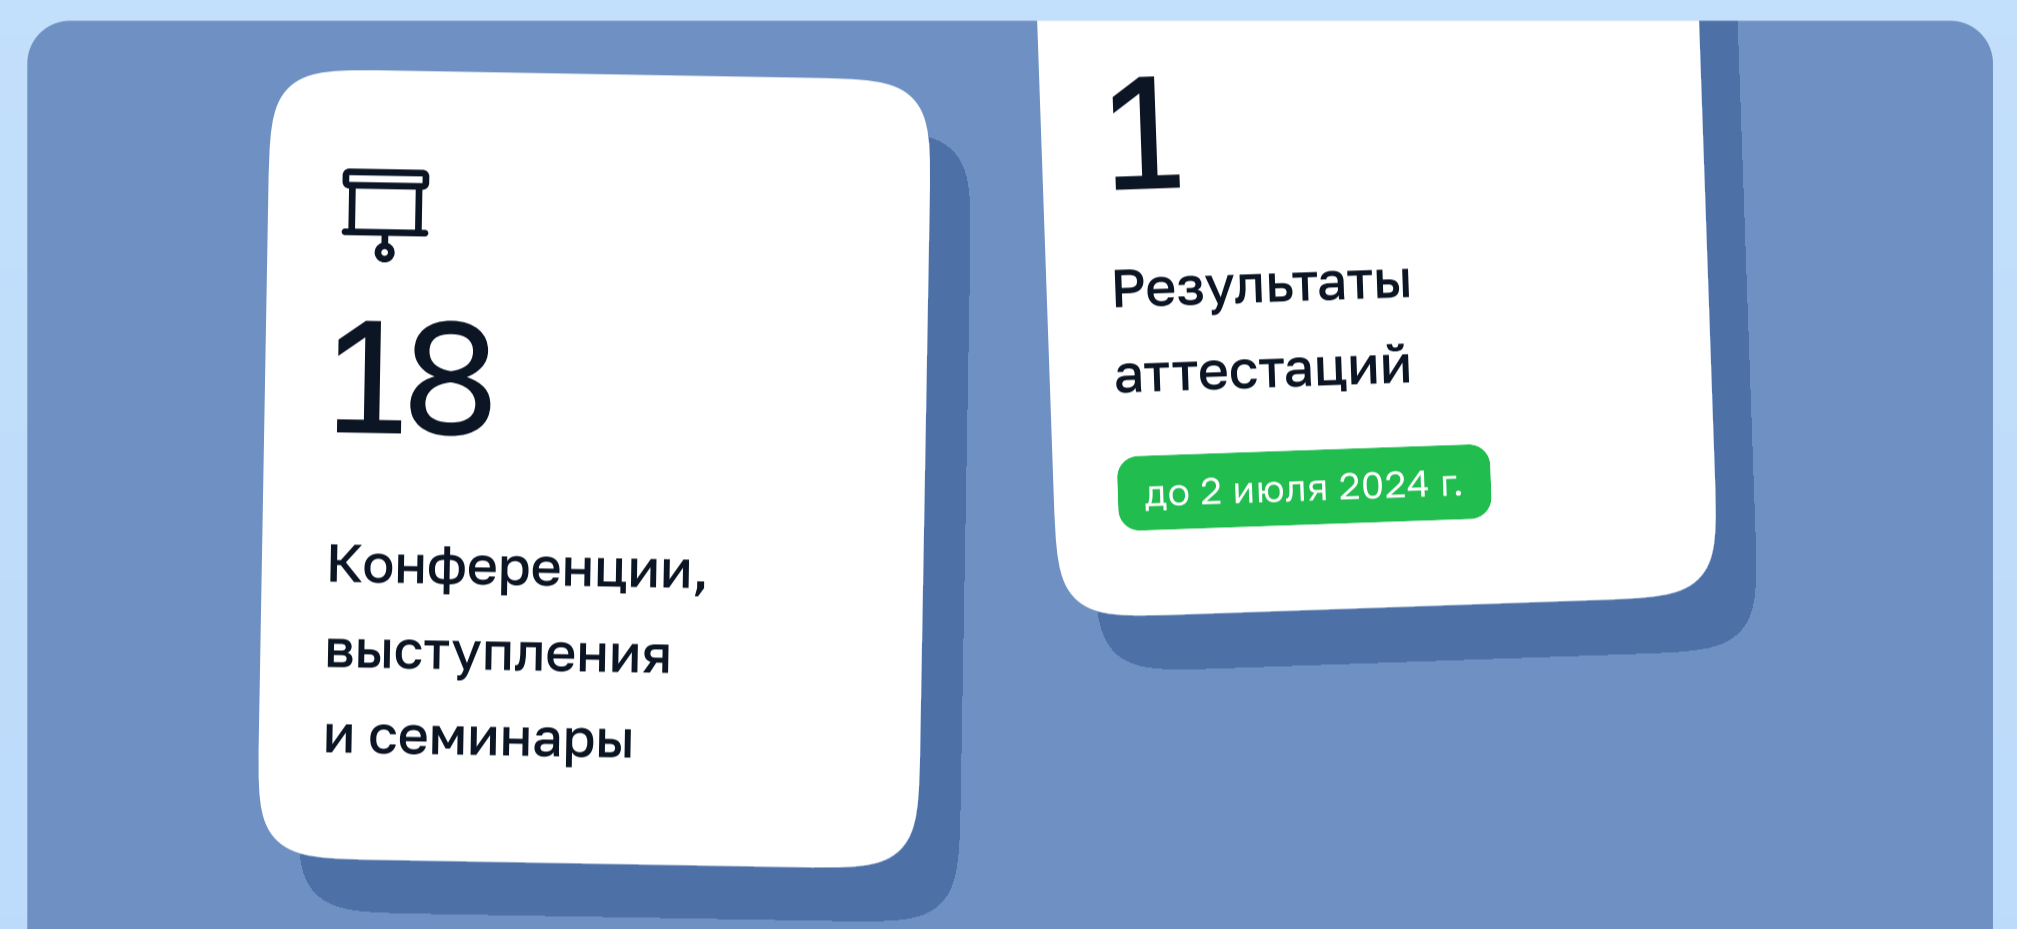 18
Конференции,
выступления
и семинары
1
Результаты
аттестаций
до 2 июля 2024 г.